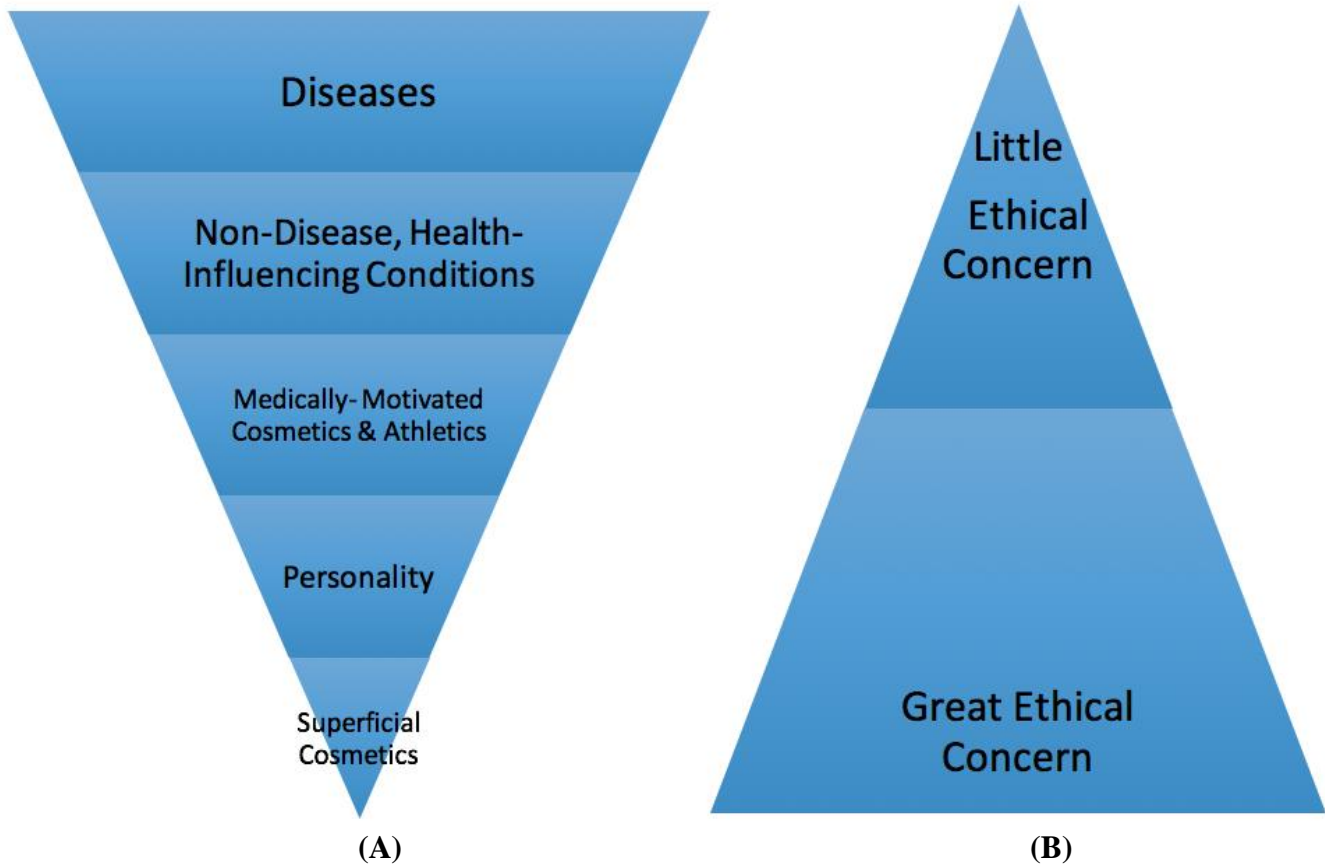 Diseases
Non-Disease, Health-
Influencing Conditions
Medically- Motivated
Cosmetics & Athletics
Personality
Superficial
Cosmetics
(A)
Little
Ethical
Concern
Great Ethical
Concern
(B)